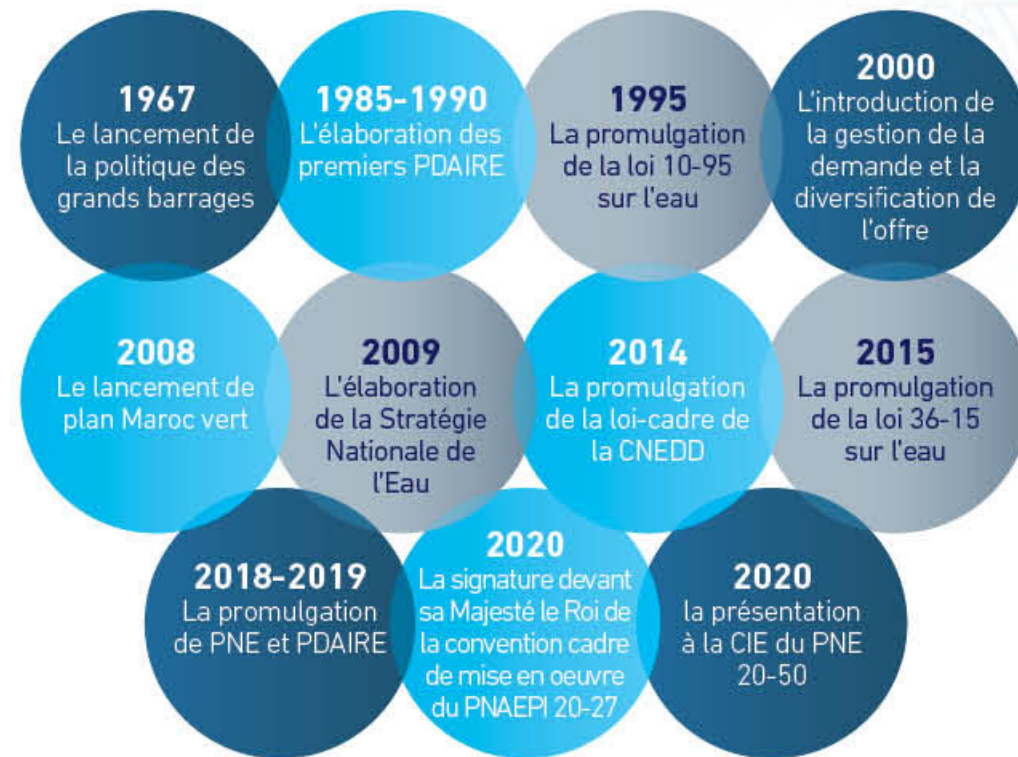 1967
Le lancement de
la politique des
grands barrages
1985-1990
L'élaboration des
premiers PDAIRE
1995
La promulgation
de la loi 10-95
sur l'eau
2000
L'introduction de
la gestion de la
demande et la
diversification de
l'offre
2008
Le lancement de
plan Maroc vert
2009
L'élaboration
de la Stratégie
Nationale de
l'Eau
2014
La promulgation
de la loi-cadre de
la CNEDD
2015
La promulgation
de la loi 36-15
sur l'eau
2018-2019
La promulgation
de PNE et PDAIRE
2020
La signature devant
sa Majesté le Roi de
la convention cadre
de mise en oeuvre
du PNAEPI 20-27
2020
la présentation
à la CIE du PNE
20-50